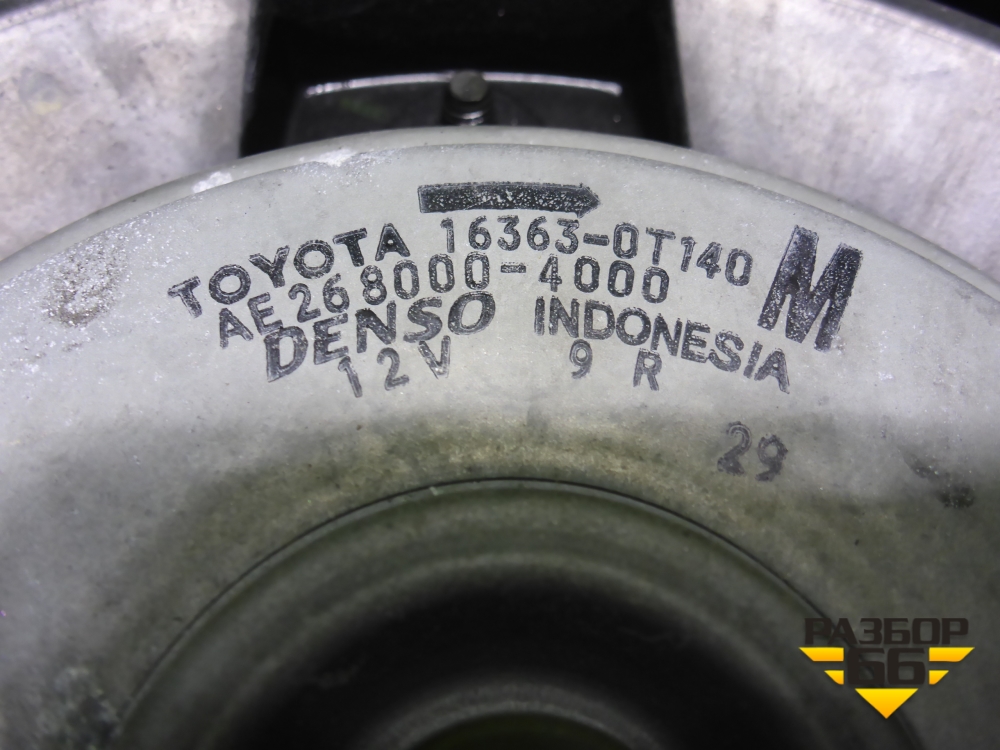 TOYOTA 16363-0T140
AE268000-4000 M
DENSO INDONESIA
12V 9 R
29
РАЗБОР
66